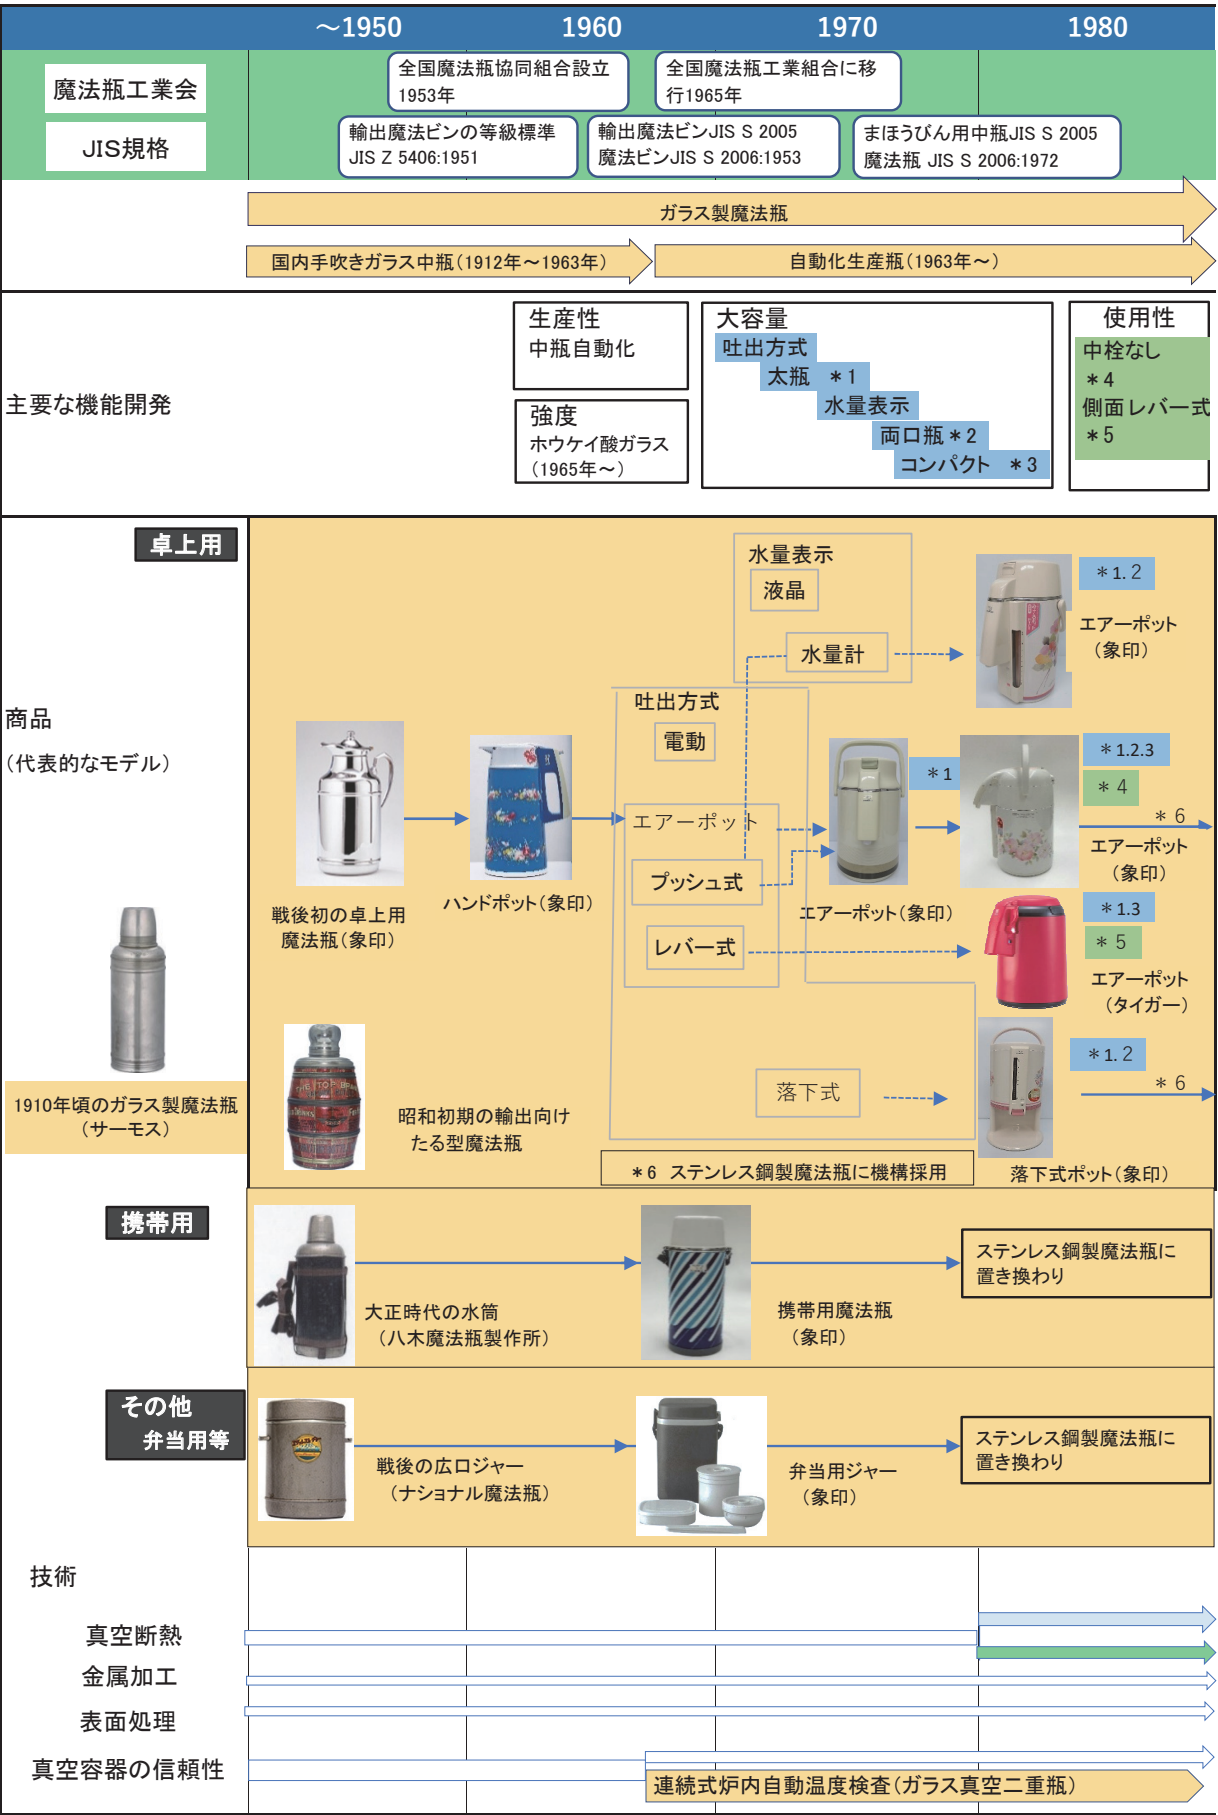 ～1950
1960
1970
1980
魔法瓶工業会
全国魔法瓶協同組合設立
1953年
全国魔法瓶工業組合に移
行1965年
JIS規格
輸出魔法ビンの等級標準
JIS Z 5406:1951
輸出魔法ビンJIS S 2005
魔法ビンJIS S 2006:1953
まほうびん用中瓶JIS S 2005
魔法瓶 JIS S 2006:1972
ガラス製魔法瓶
国内手吹きガラス中瓶（1912年～1963年）
自動化生産瓶（1963年～）
主要な機能開発
生産性
中瓶自動化
強度
ホウケイ酸ガラス
（1965年～）
大容量
吐出方式
太瓶　＊1
水量表示
両口瓶＊2
コンパクト　＊3
使用性
中栓なし
＊4
側面レバー式
＊5
商品
（代表的なモデル）
卓上用
水量表示
液晶
水量計
＊1. 2
エアーポット
（象印）
吐出方式
電動
エアーポット
プッシュ式
レバー式
＊1
＊1.2.3
＊4
＊6
エアーポット
（象印）
戦後初の卓上用
魔法瓶（象印）
ハンドポット（象印）
エアーポット（象印）
＊1.3
＊5
エアーポット
（タイガー）
1910年頃のガラス製魔法瓶
（サーモス）
昭和初期の輸出向け
たる型魔法瓶
落下式
＊1. 2
＊6
＊6　ステンレス鋼製魔法瓶に機構採用
落下式ポット（象印）
携帯用
大正時代の水筒
（八木魔法瓶製作所）
携帯用魔法瓶
（象印）
ステンレス鋼製魔法瓶に
置き換わり
その他
弁当用等
戦後の広口ジャー
（ナショナル魔法瓶）
弁当用ジャー
（象印）
ステンレス鋼製魔法瓶に
置き換わり
技術
真空断熱
金属加工
表面処理
真空容器の信頼性
連続式炉内自動温度検査（ガラス真空二重瓶）